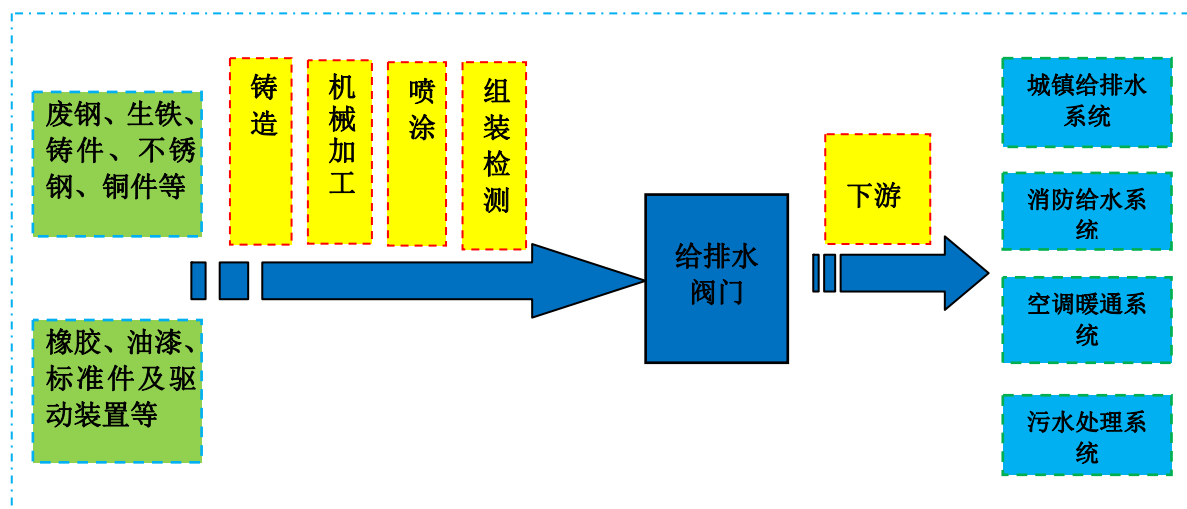 废钢、生铁、
铸件、不锈
钢、铜件等
橡胶、油漆、
标准件及驱
动装置等
铸造
机械加工
喷涂
组装检测
给排水
阀门
下游
城镇给排水
系统
消防给水系
统
空调暖通系
统
污水处理系
统